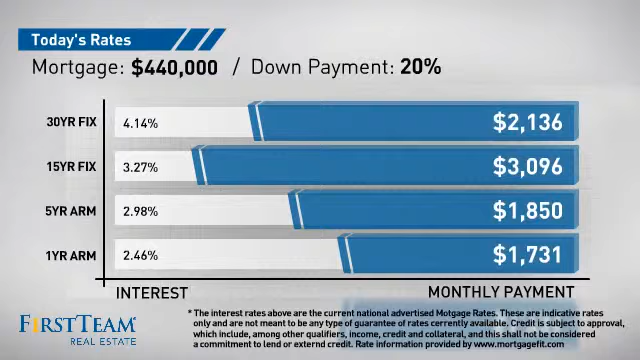 Today's Rates
Mortgage: $440,000 / Down Payment: 20%
30YR FIX 4.14% $2,136
15YR FIX 3.27% $3,096
5YR ARM 2.98% $1,850
1YR ARM 2.46% $1,731
INTEREST MONTHLY PAYMENT
FIRSTTEAM®
REAL ESTATE
* The interest rates above are the current national advertised Motgage Rates. These are indicative rates
only and are not meant to be any type of guarantee of rates cerrently available. Credit is subject to approval,
which include, among other qualifiers, income, credit and collateral, and this shall not be considered
a commitment to lend or externd credit. Rate information provided by www.mortgagefit.com